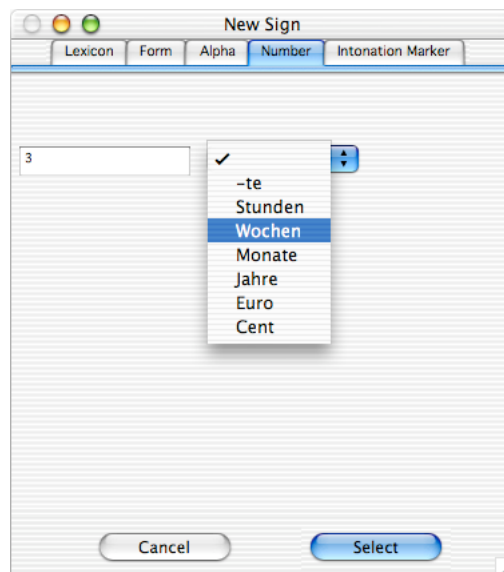 New Sign
Lexicon Form Alpha Number Intonation Marker
3
-te
Stunden
Wochen
Monate
Jahre
Euro
Cent
Cancel Select